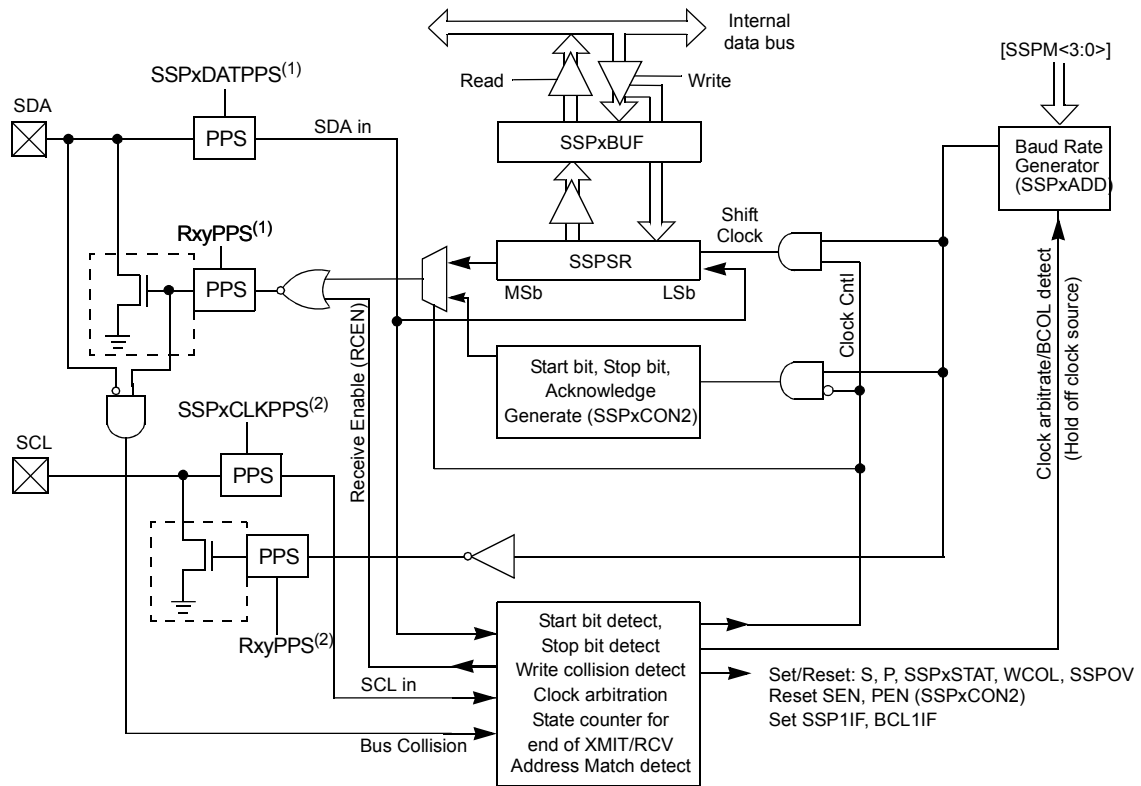 Internal
data bus
[SSPM<3:0>]
Read
Write
SSPxDATPPS(1)
SDA
PPS
SDA in
SSPxBUF
Baud Rate
Generator
(SSPxADD)
Shift
Clock
RxyPPS(1)
PPS
SSPSR
MSb
LSb
Clock Cntl
Receive Enable (RCEN)
Clock arbitrate/BCOL detect
(Hold off clock source)
Start bit, Stop bit,
Acknowledge
Generate (SSPxCON2)
SSPxCLKPPS(2)
SCL
PPS
PPS
RxyPPS(2)
SCL in
Bus Collision
Start bit detect,
Stop bit detect
Write collision detect
Clock arbitration
State counter for
end of XMIT/RCV
Address Match detect
Set/Reset: S, P, SSPxSTAT, WCOL, SSPOV
Reset SEN, PEN (SSPxCON2)
Set SSP1IF, BCL1IF